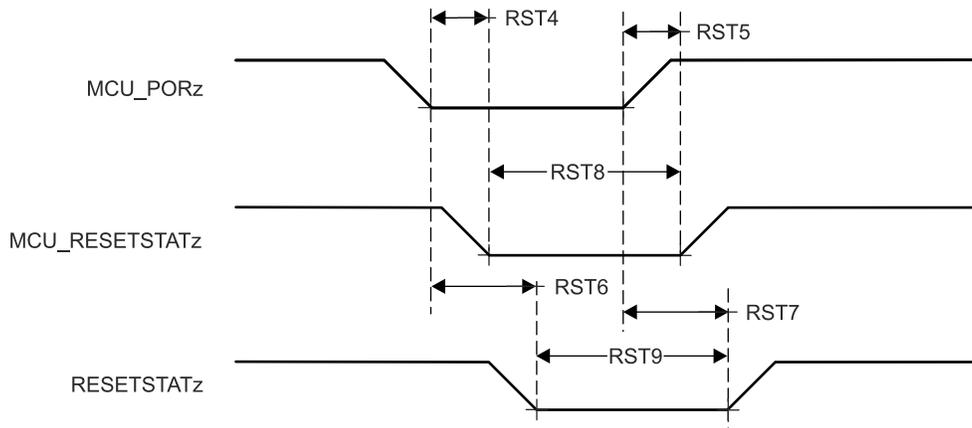 RST4
RST5
MCU_PORz
RST8
MCU_RESETSTATz
RST6
RST7
RST9
RESETSTATz